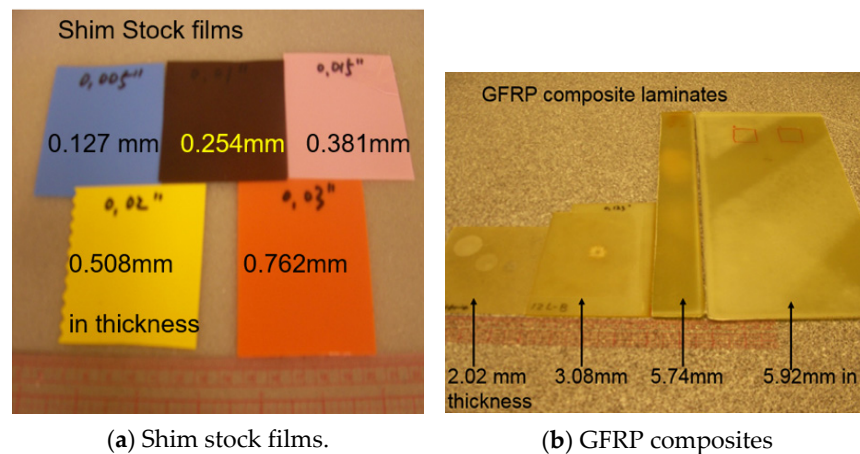 Shim Stock films
0,005"
0,01"
0,015"
0.127 mm
0.254mm
0.381mm
0,02"
0,03"
0.508mm
0.762mm
in thickness
(a) Shim stock films.
GFRP composite laminates
2.02 mm
thickness
3.08mm
5.74mm
5.92mm in
(b) GFRP composites